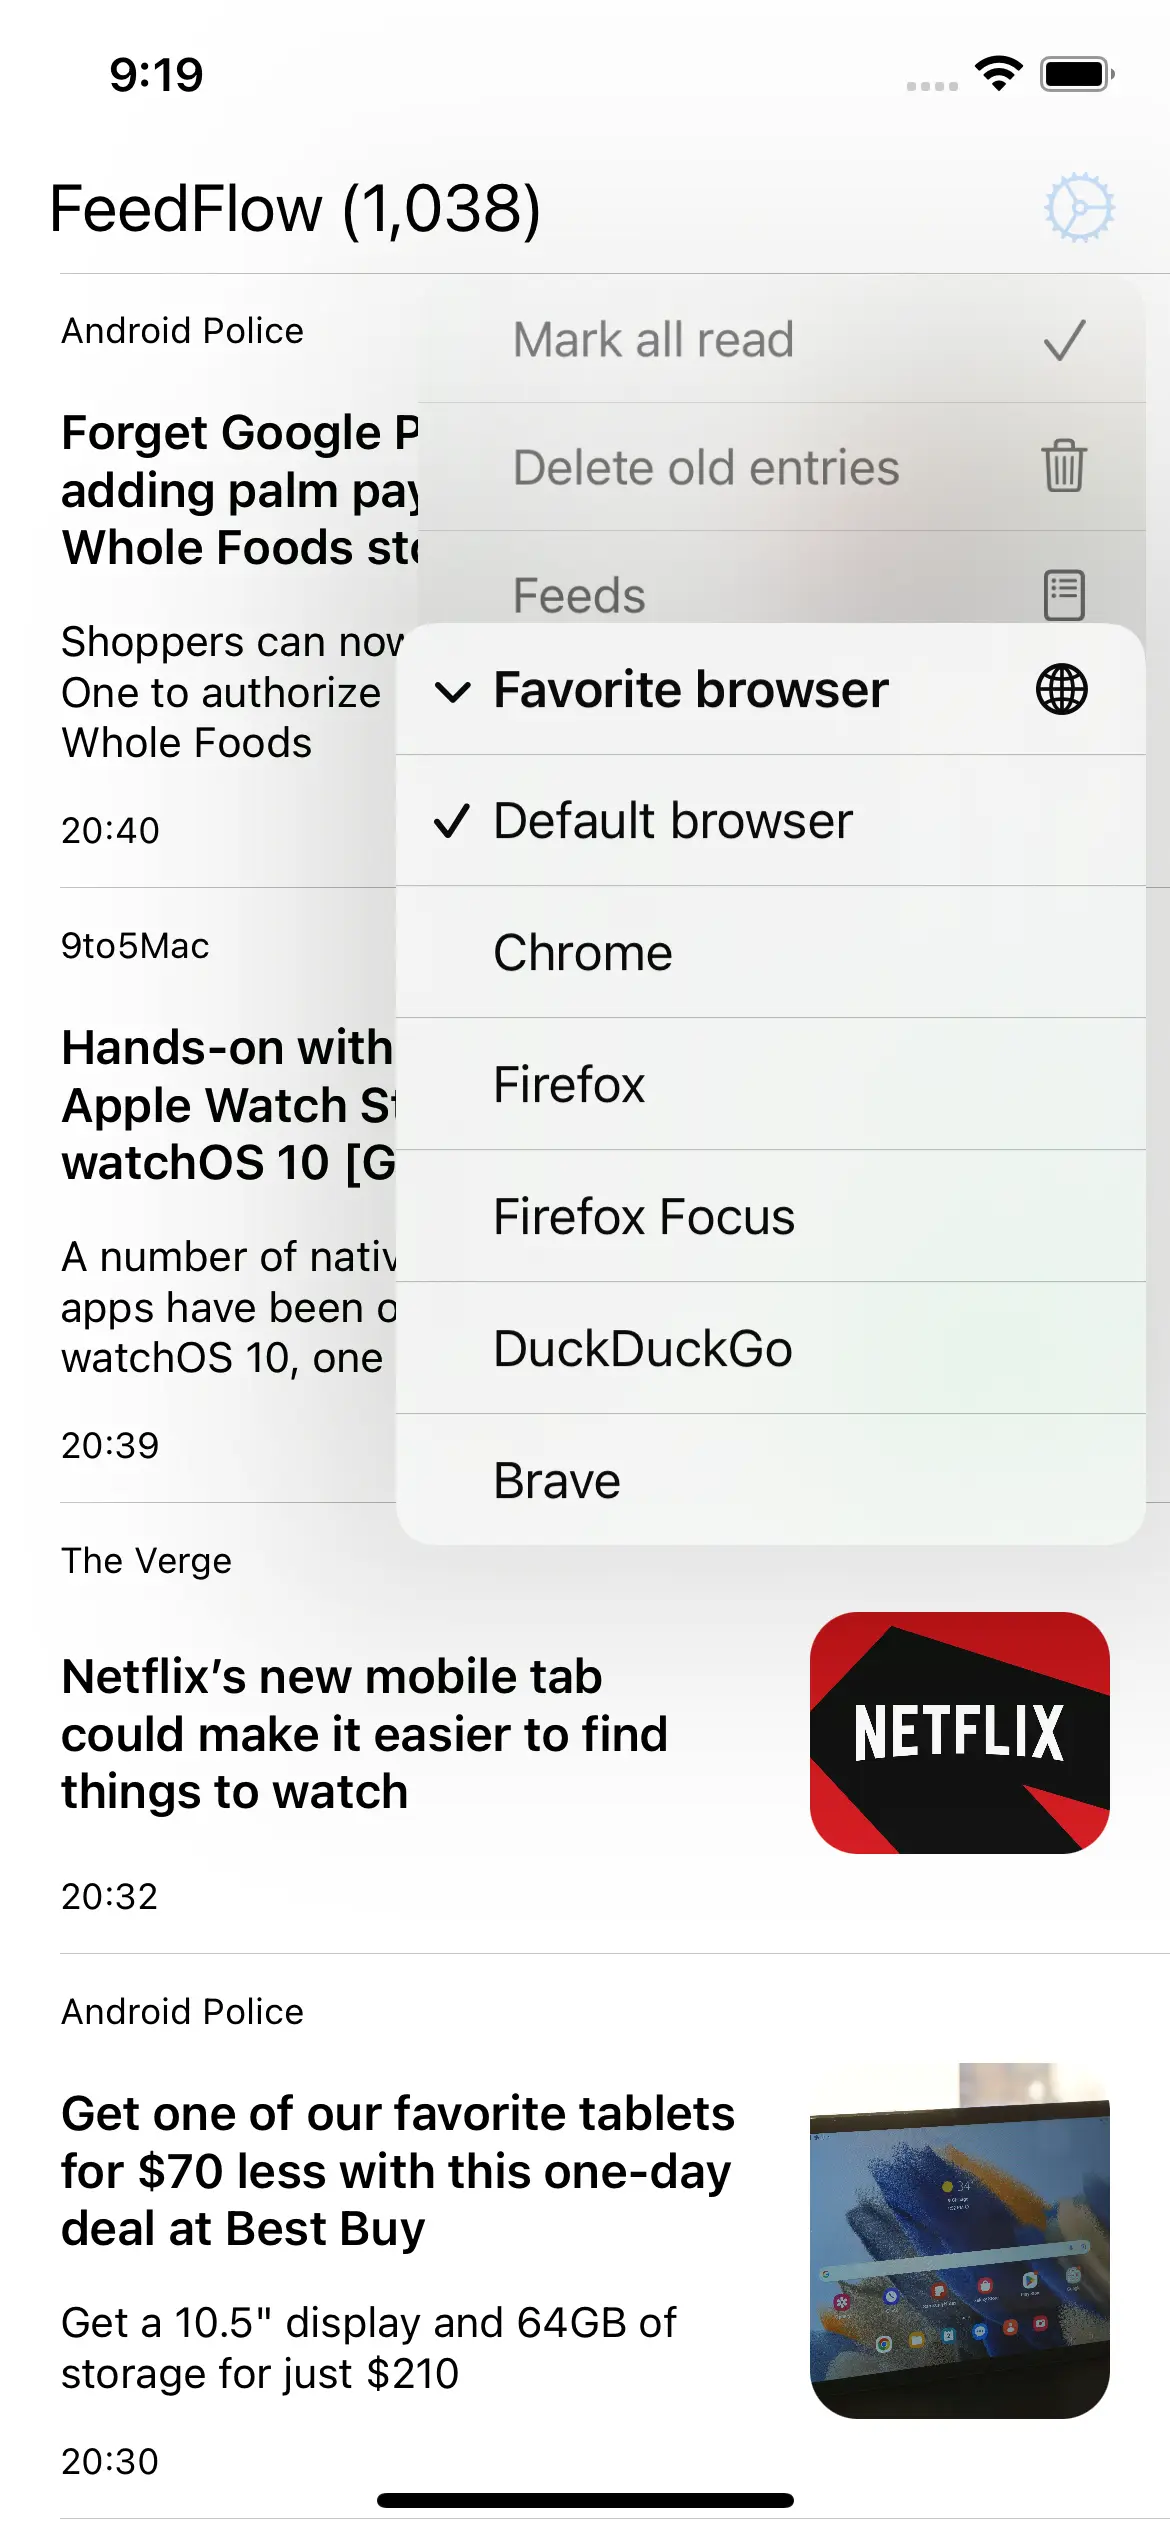 9:19
FeedFlow (1,038)
Android Police
Forget Google P
adding palm pay
Whole Foods sto
Shoppers can now
One to authorize
Whole Foods
20:40
Mark all read
Delete old entries
Feeds
Favorite browser
Default browser
Chrome
Firefox
Firefox Focus
DuckDuckGo
Brave
9to5Mac
Hands-on with
Apple Watch St
watchOS 10 [G
A number of nativ
apps have been o
watchOS 10, one
20:39
The Verge
Netflix’s new mobile tab
could make it easier to find
things to watch
NETFLIX
20:32
Android Police
Get one of our favorite tablets
for $70 less with this one-day
deal at Best Buy
Get a 10.5" display and 64GB of
storage for just $210
20:30